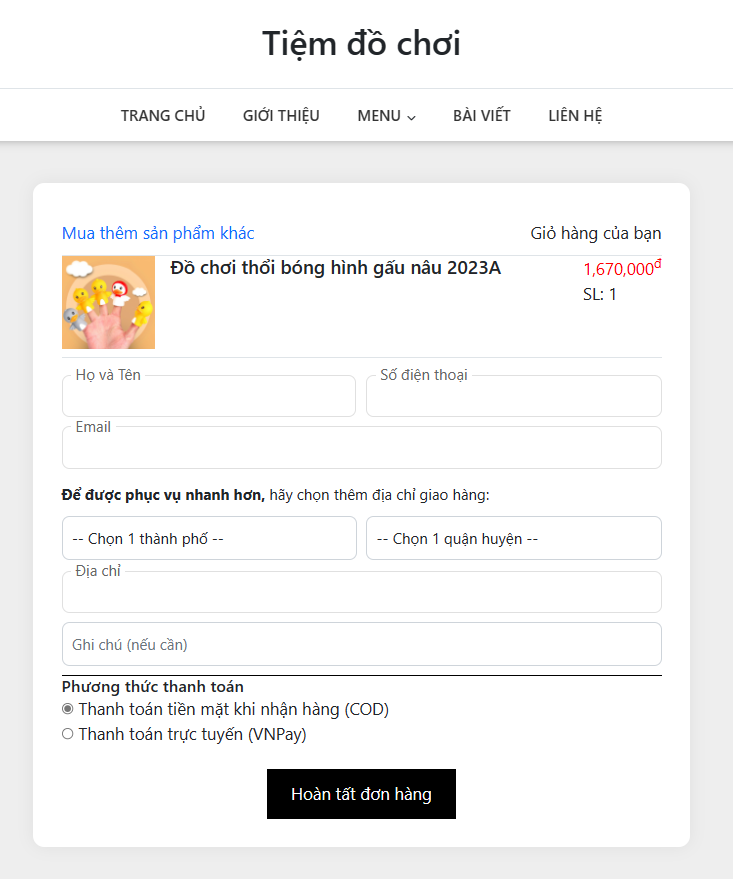 Tiệm đồ chơi
TRANG CHỦ GIỚI THIỆU MENU BÀI VIẾT LIÊN HỆ
Mua thêm sản phẩm khác Giỏ hàng của bạn
Đồ chơi thổi bóng hình gấu nâu 2023A 1,670,000đ
SL: 1
Họ và Tên Số điện thoại
Email
Để được phục vụ nhanh hơn, hãy chọn thêm địa chỉ giao hàng:
-- Chọn 1 thành phố -- -- Chọn 1 quận huyện --
Địa chỉ
Ghi chú (nếu cần)
Phương thức thanh toán
Thanh toán tiền mặt khi nhận hàng (COD)
Thanh toán trực tuyến (VNPay)
Hoàn tất đơn hàng